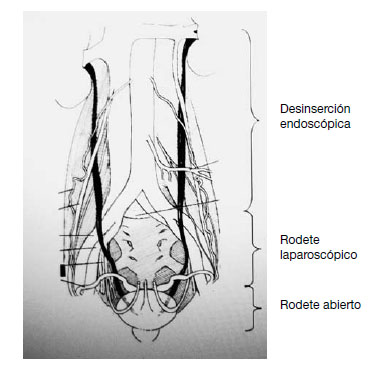 Desinserción
endoscópica
Rodete
laparoscópico
Rodete abierto